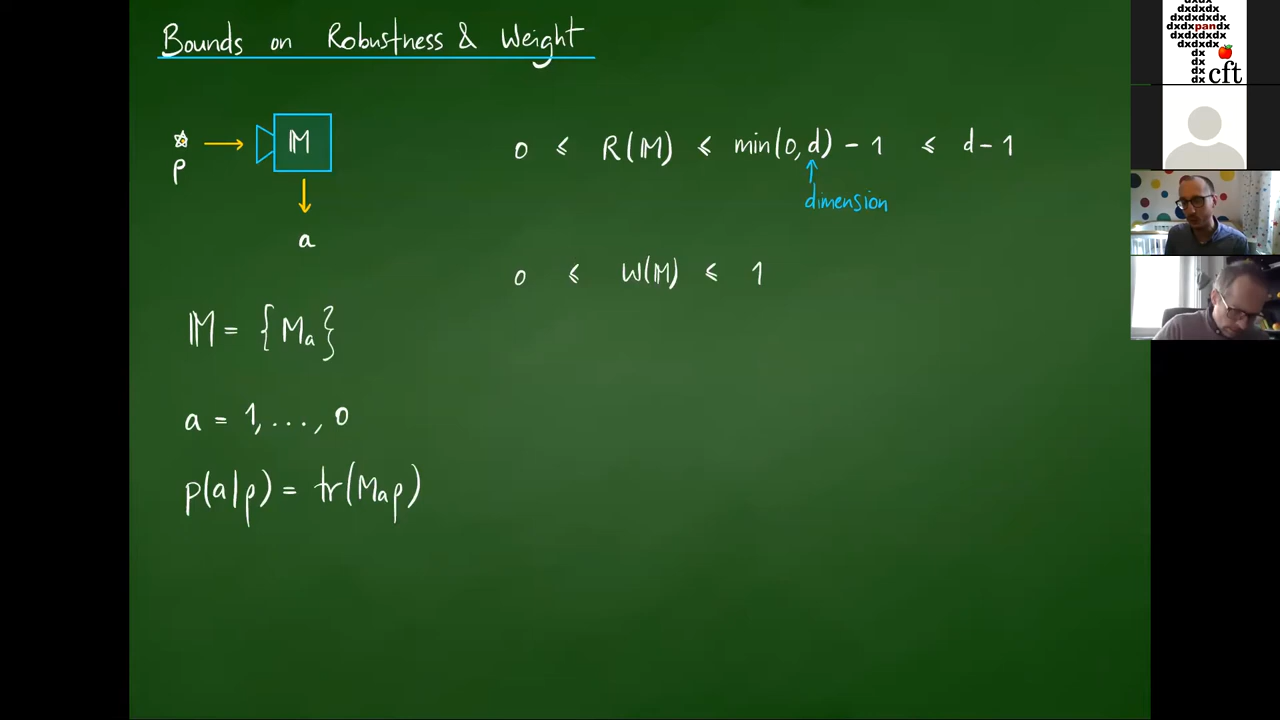 Bounds on Robustness & Weight
ρ
𝕄
a
0 ≤ R(𝕄) ≤ min(o, d) - 1 ≤ d - 1
dimension
0 ≤ W(𝕄) ≤ 1
𝕄 = {Ma}
a = 1, ..., o
p(a|ρ) = tr(Maρ)
dxdxdx
dxdxdxdx
dxdxpandx
dxdxdxdx
dxdxdx
dx
dx
dx
dx
cft